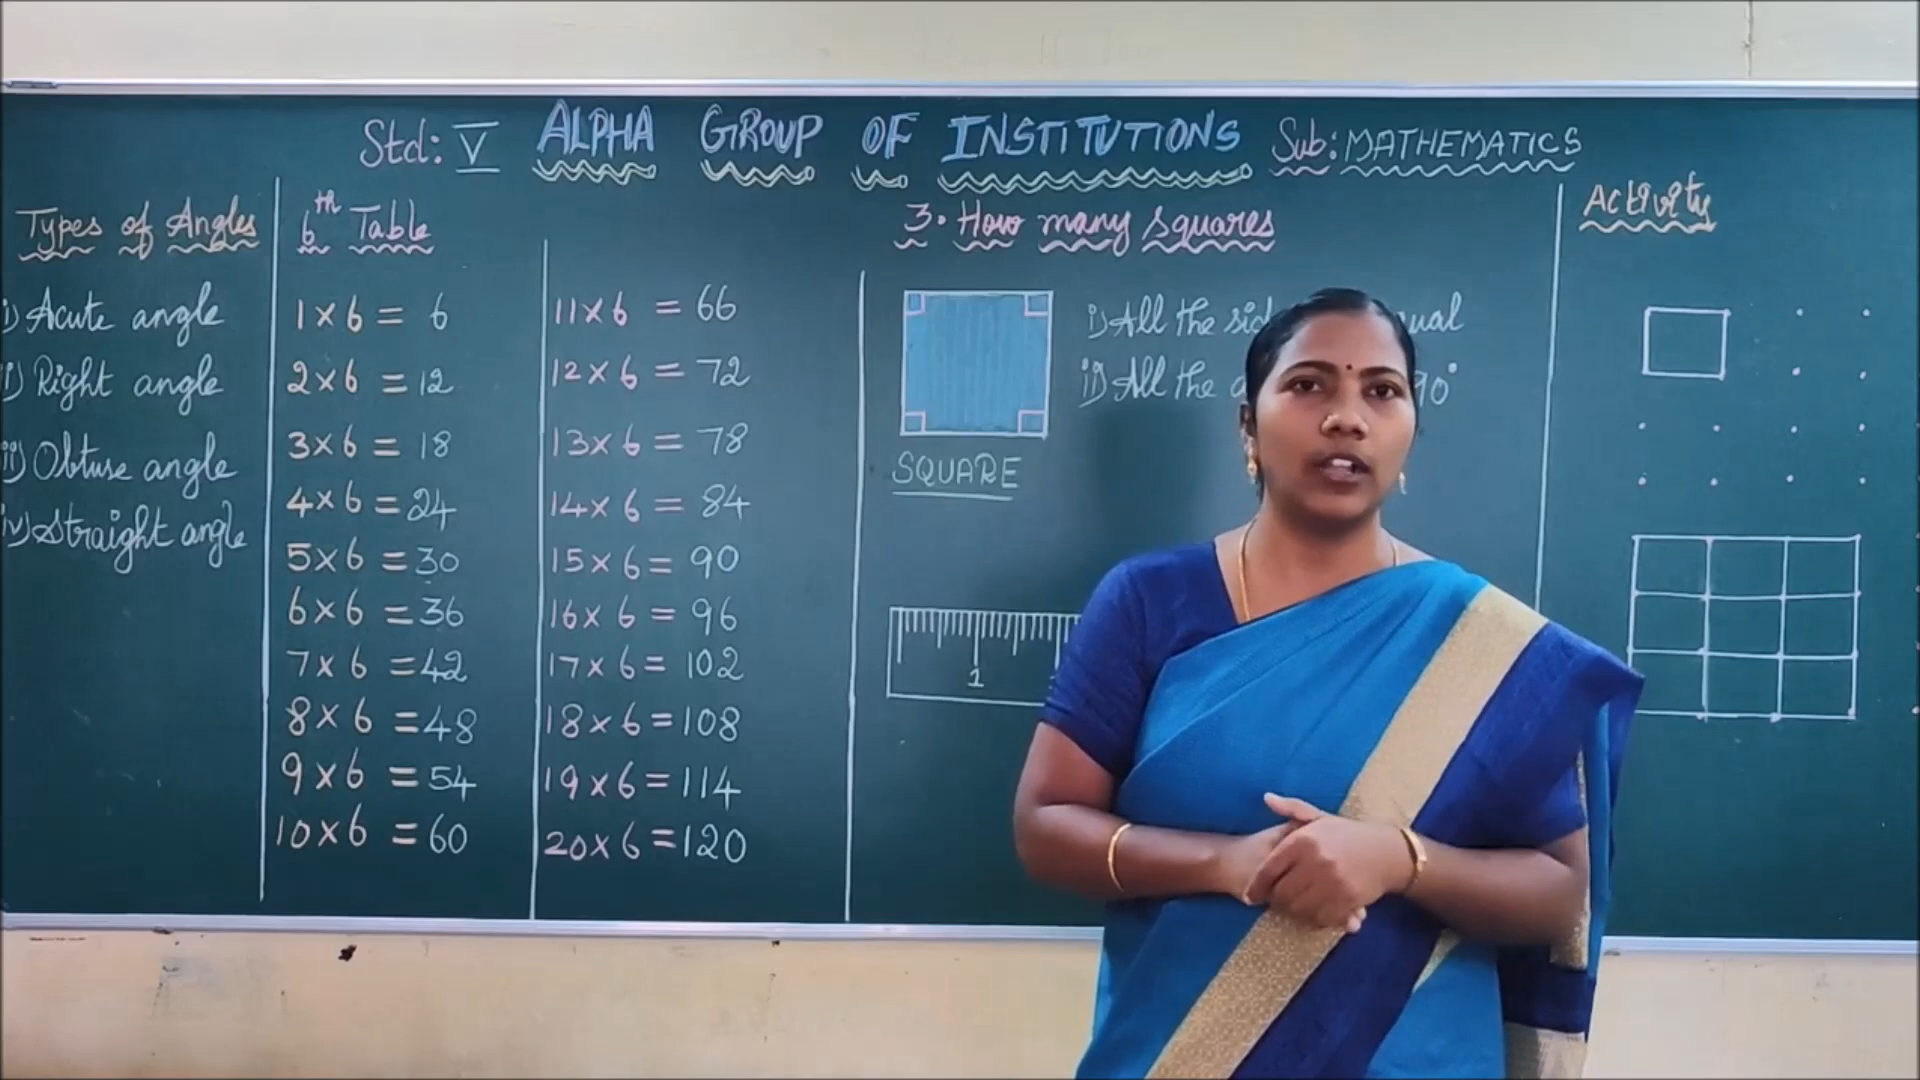 Std: V ALPHA GROUP OF INSTITUTIONS Sub: MATHEMATICS
Types of Angles
i) Acute angle
ii) Right angle
iii) Obtuse angle
iv) Straight angle
6th Table
1 x 6 = 6
2 x 6 = 12
3 x 6 = 18
4 x 6 = 24
5 x 6 = 30
6 x 6 = 36
7 x 6 = 42
8 x 6 = 48
9 x 6 = 54
10 x 6 = 60
11 x 6 = 66
12 x 6 = 72
13 x 6 = 78
14 x 6 = 84
15 x 6 = 90
16 x 6 = 96
17 x 6 = 102
18 x 6 = 108
19 x 6 = 114
20 x 6 = 120
3. How many squares
i) All the
ii) All the 90°
SQUARE
1
Activity